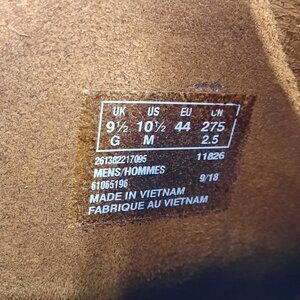 UK US EU CN
9½ 10½ 44 275
G M 2.5
261382217095 11826
MENS/HOMMES
61065196 9/18
MADE IN VIETNAM
FABRIQUE AU VIETNAM